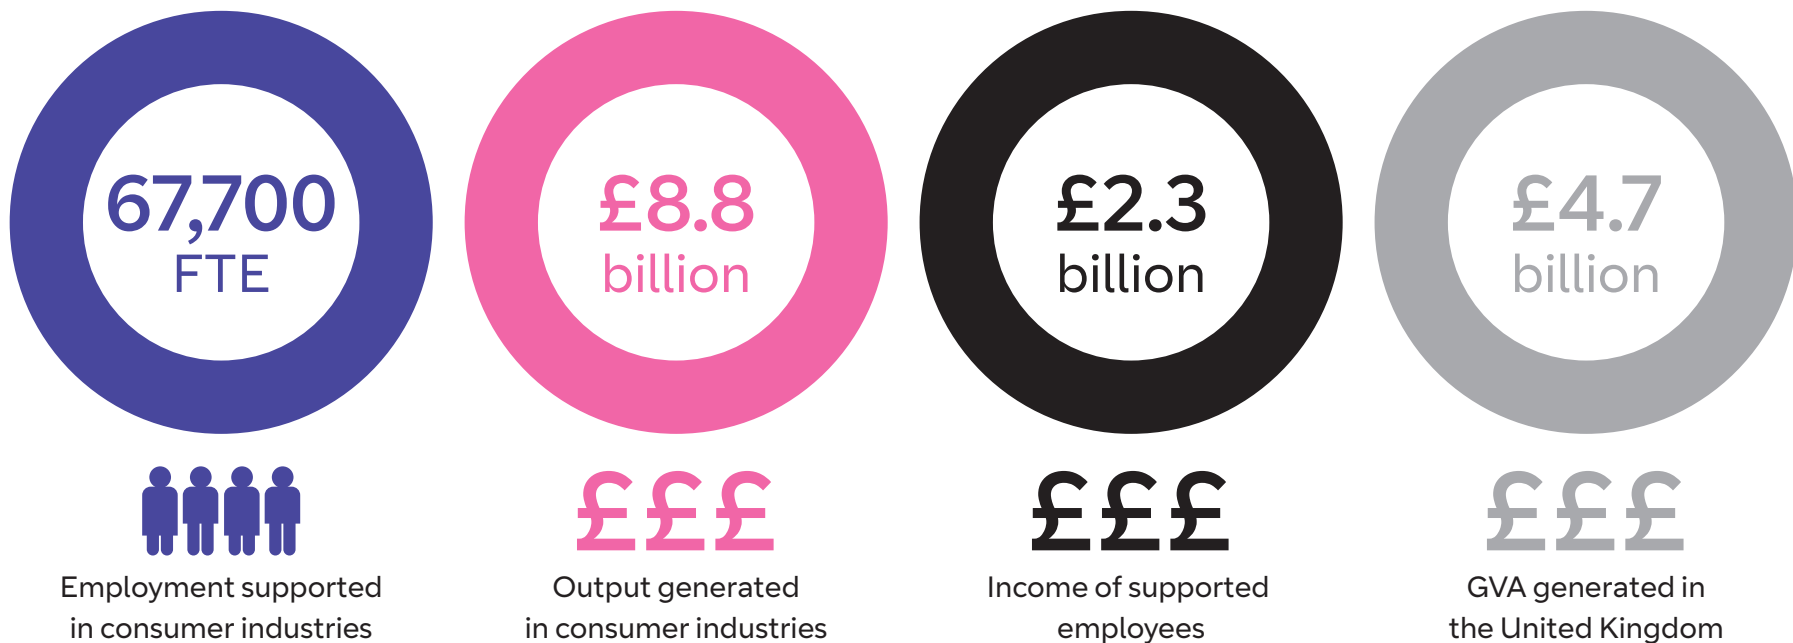 67,700
FTE
£8.8
billion
£2.3
billion
£4.7
billion
£££
£££
£££
Employment supported
in consumer industries
Output generated
in consumer industries
Income of supported
employees
GVA generated in
the United Kingdom